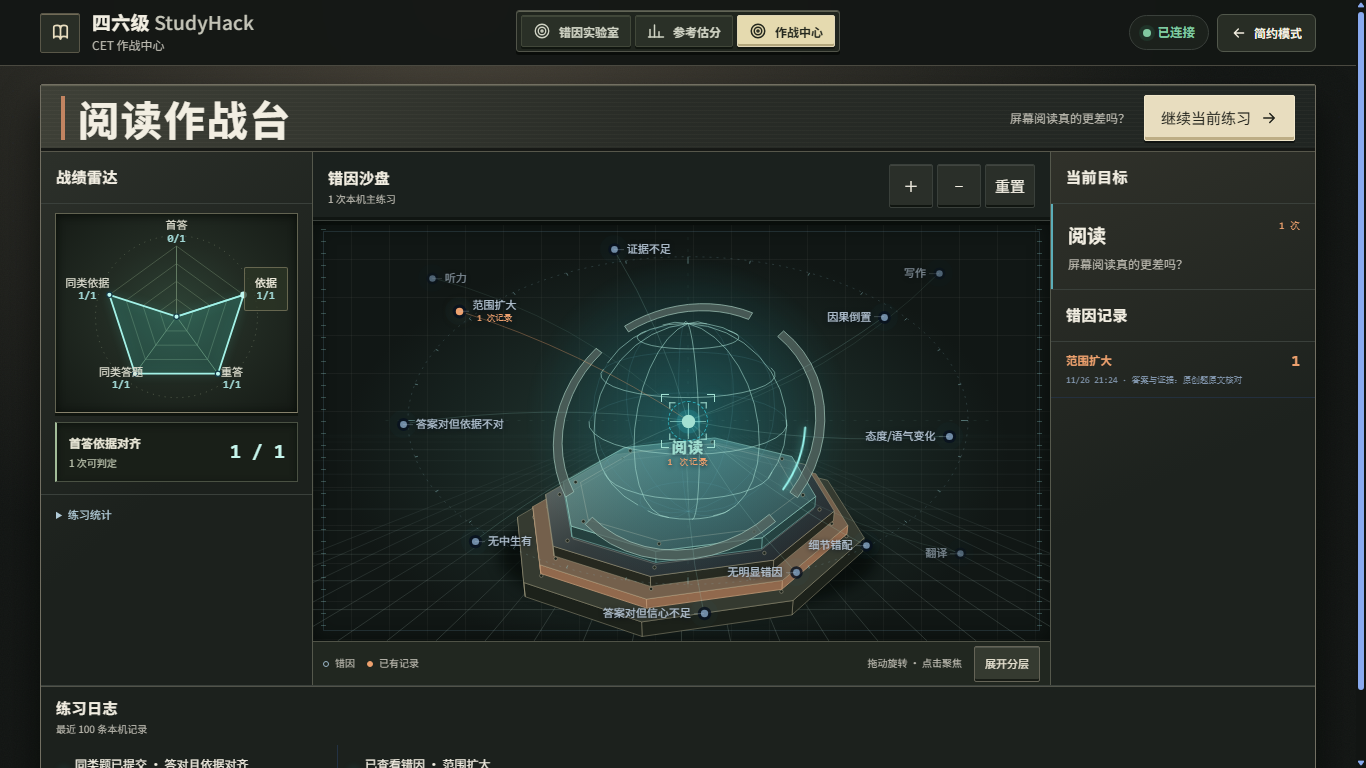 四六级 StudyHack
CET 作战中心
错因实验室
参考估分
作战中心
已连接
简约模式
阅读作战台
屏幕阅读真的更差吗？
继续当前练习
战绩雷达
首答
0/1
同类依据
1/1
依据
1/1
同类答题
1/1
重答
1/1
首答依据对齐
1 次可判定
1 / 1
练习统计
错因沙盘
1 次本机主练习
+
−
重置
证据不足
听力
写作
范围扩大
1 次记录
因果倒置
答案对但依据不对
态度/语气变化
阅读
1 次记录
无中生有
细节错配
翻译
无明显错因
答案对但信心不足
错因
已有记录
拖动旋转 · 点击聚焦
展开分层
当前目标
阅读
1 次
屏幕阅读真的更差吗？
错因记录
范围扩大
1
11/26 21:24 · 答案与证据：原创题原文核对
练习日志
最近 100 条本机记录
同类题已提交 · 答对且依据对齐
已查看错因 · 范围扩大